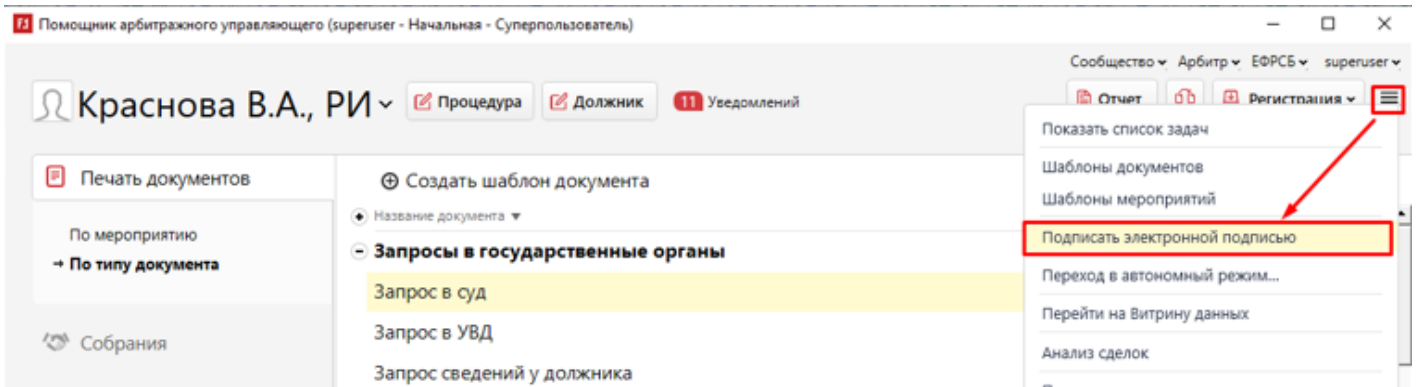 Помощник арбитражного управляющего (superuser - Начальная - Суперпользователь)
Сообщество Арбитр ЕФРСБ superuser
Краснова В.А., РИ Процедура Должник 11 Уведомлений Отчет Регистрация
Показать список задач
Шаблоны документов
Шаблоны мероприятий
Подписать электронной подписью
Переход в автономный режим...
Перейти на Витрину данных
Анализ сделок
Печать документов
По мероприятию
По типу документа
Собрания
Создать шаблон документа
Название документа
Запросы в государственные органы
Запрос в суд
Запрос в УВД
Запрос сведений у должника